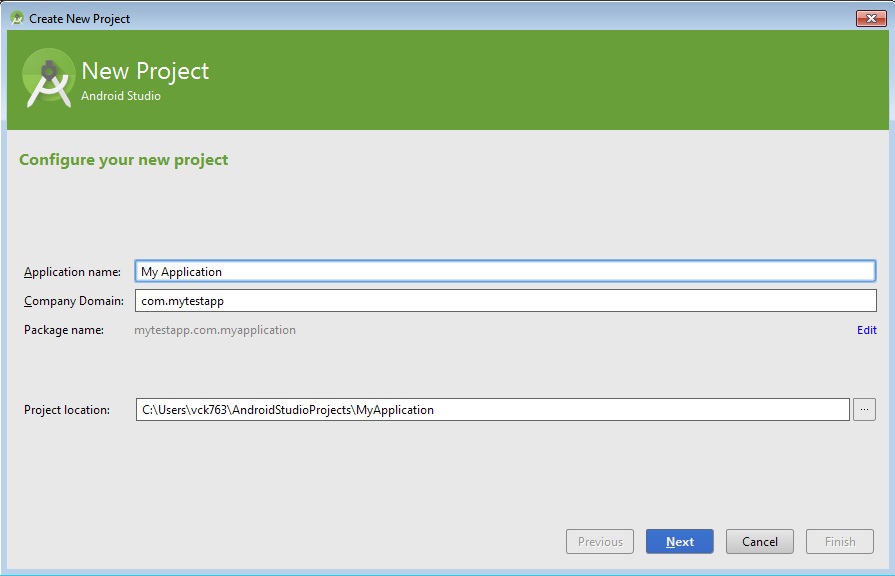 Create New Project
New Project
Android Studio
Configure your new project
Application name: My Application
Company Domain: com.mytestapp
Package name: mytestapp.com.myapplication Edit
Project location: C:\Users\vck763\AndroidStudioProjects\MyApplication ...
Previous Next Cancel Finish